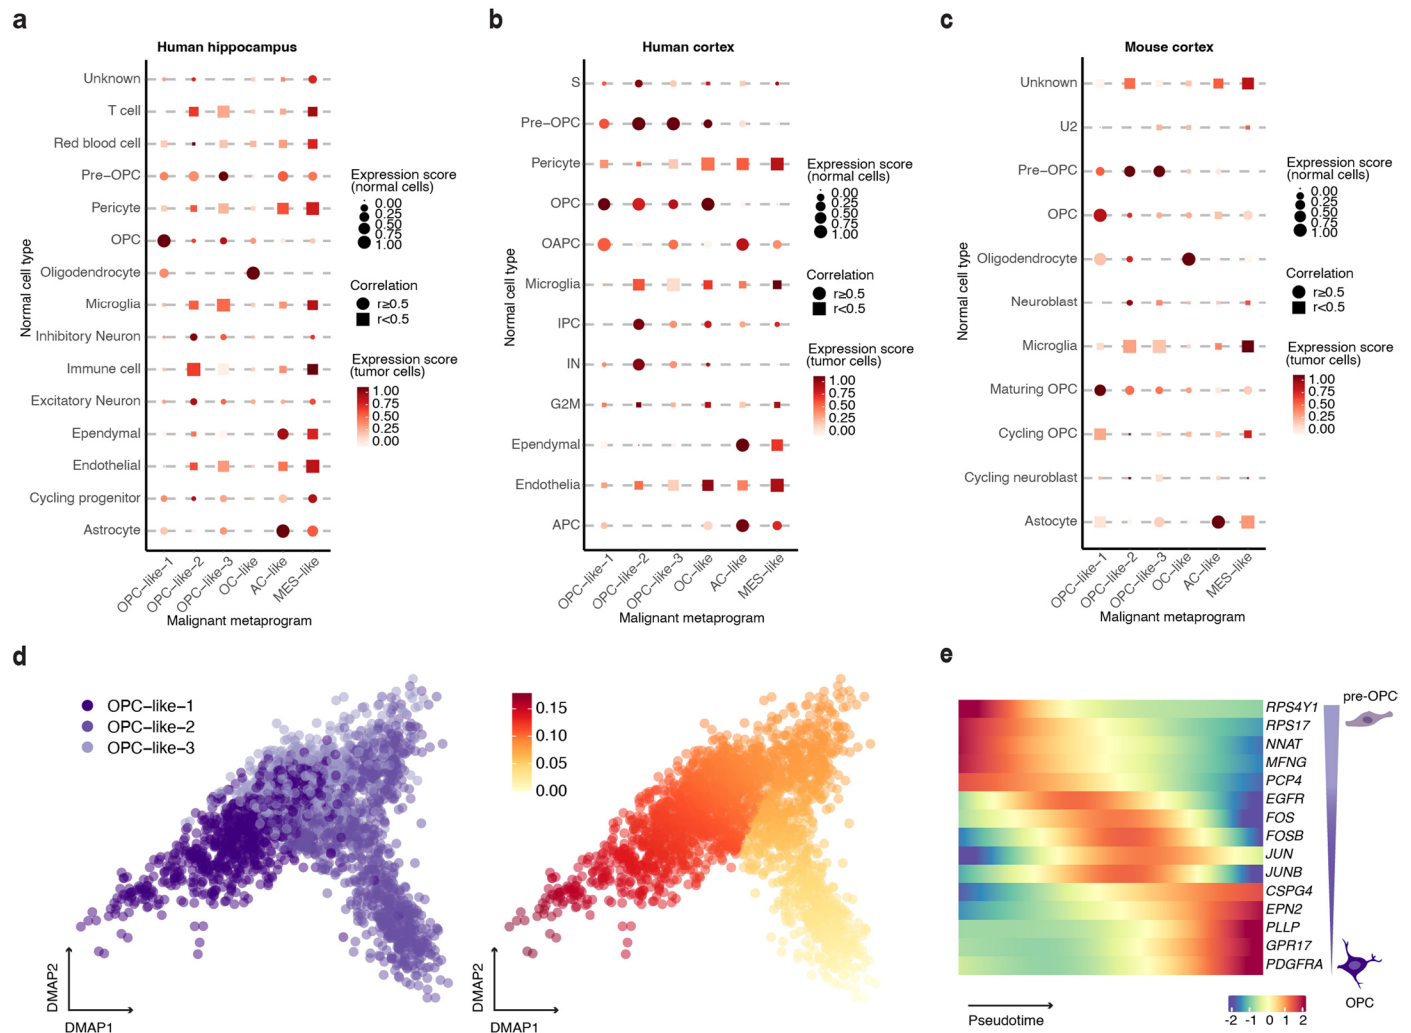 a
Human hippocampus
Normal cell type
Unknown
T cell
Red blood cell
Pre-OPC
Pericyte
OPC
Oligodendrocyte
Microglia
Inhibitory Neuron
Immune cell
Excitatory Neuron
Ependymal
Endothelial
Cycling progenitor
Astrocyte
OPC-like-1
OPC-like-2
OPC-like-3
OC-like
AC-like
MES-like
Malignant metaprogram
Expression score
(normal cells)
0.00
0.25
0.50
0.75
1.00
Correlation
r≥0.5
r<0.5
Expression score
(tumor cells)
1.00
0.75
0.50
0.25
0.00
b
Human cortex
Normal cell type
S
Pre-OPC
Pericyte
OPC
OAPC
Microglia
IPC
IN
G2M
Ependymal
Endothelia
APC
OPC-like-1
OPC-like-2
OPC-like-3
OC-like
AC-like
MES-like
Malignant metaprogram
Expression score
(normal cells)
0.00
0.25
0.50
0.75
1.00
Correlation
r≥0.5
r<0.5
Expression score
(tumor cells)
1.00
0.75
0.50
0.25
0.00
c
Mouse cortex
Normal cell type
Unknown
U2
Pre-OPC
OPC
Oligodendrocyte
Neuroblast
Microglia
Maturing OPC
Cycling OPC
Cycling neuroblast
Astocyte
OPC-like-1
OPC-like-2
OPC-like-3
OC-like
AC-like
MES-like
Malignant metaprogram
Expression score
(normal cells)
0.00
0.25
0.50
0.75
1.00
Correlation
r≥0.5
r<0.5
Expression score
(tumor cells)
1.00
0.75
0.50
0.25
0.00
d
OPC-like-1
OPC-like-2
OPC-like-3
DMAP2
DMAP1
0.15
0.10
0.05
0.00
DMAP2
DMAP1
e
RPS4Y1
RPS17
NNAT
MFNG
PCP4
EGFR
FOS
FOSB
JUN
JUNB
CSPG4
EPN2
PLLP
GPR17
PDGFRA
pre-OPC
OPC
Pseudotime
-2 -1 0 1 2